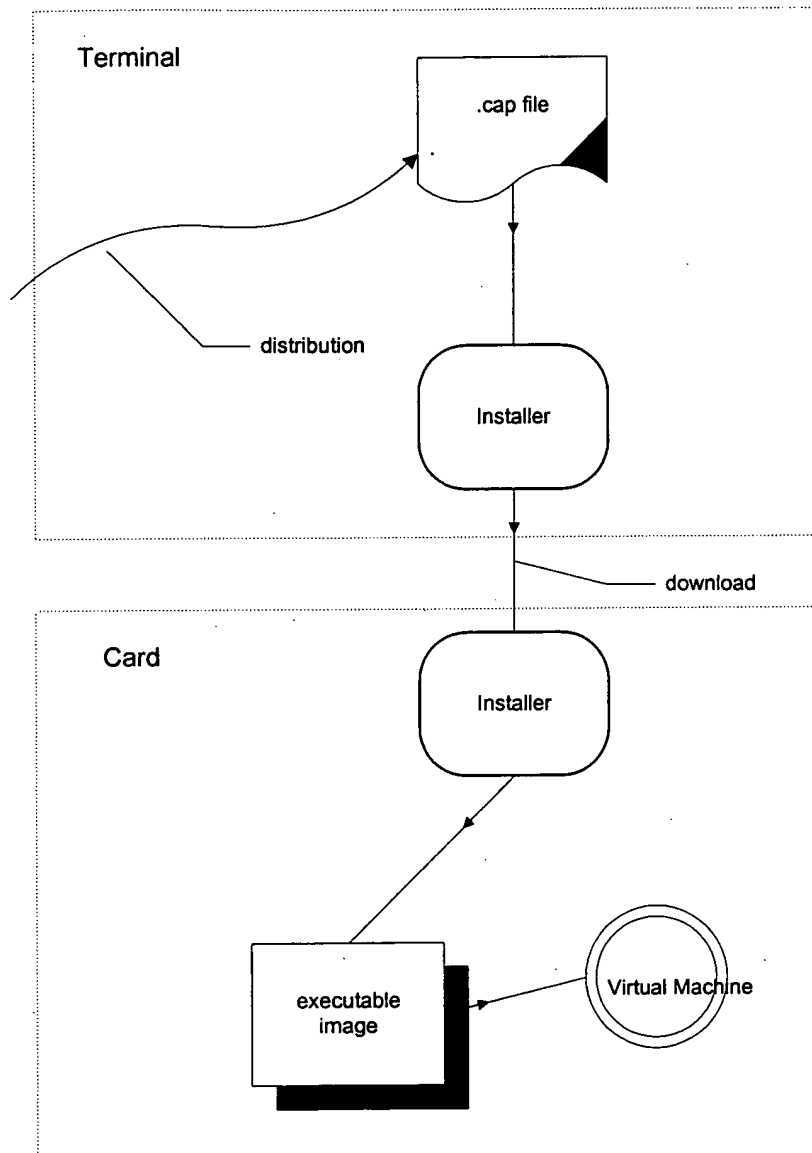 Terminal
.cap file
distribution
Installer
download
Card
Installer
executable
image
Virtual Machine